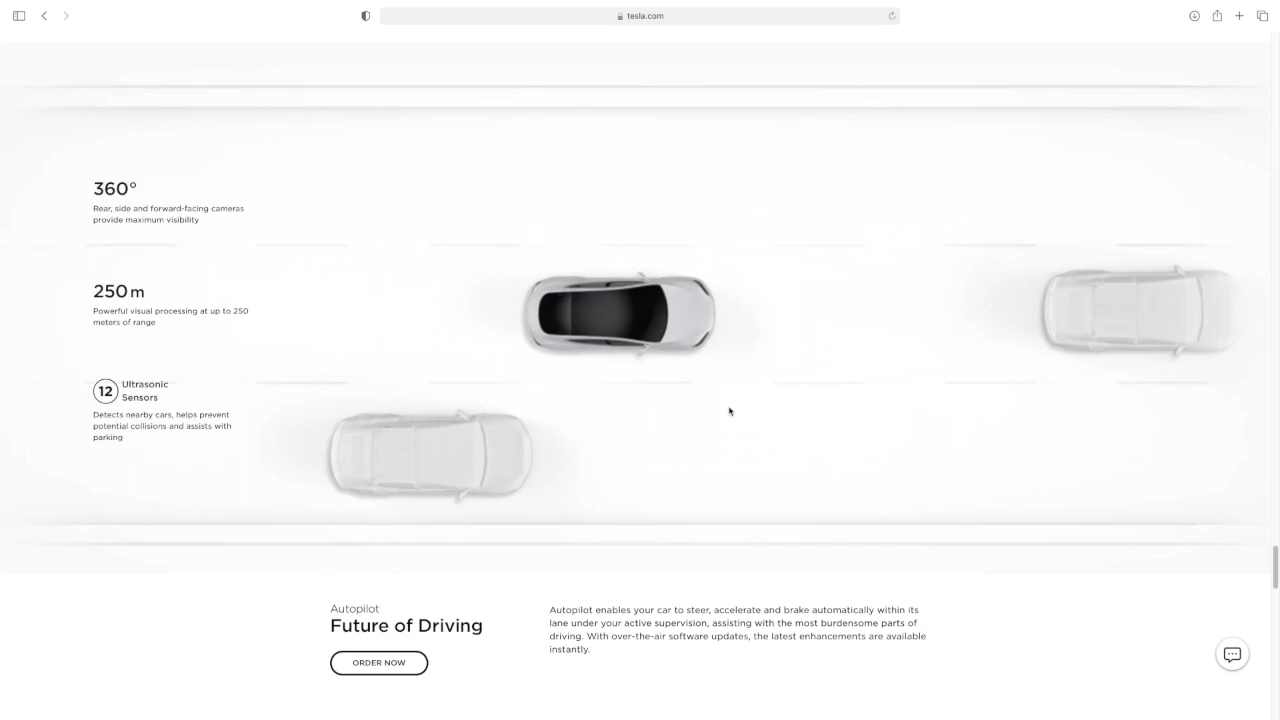 tesla.com
360°
Rear, side and forward-facing cameras
provide maximum visibility
250 m
Powerful visual processing at up to 250
meters of range
12 Ultrasonic
Sensors
Detects nearby cars, helps prevent
potential collisions and assists with
parking
Autopilot
Future of Driving
ORDER NOW
Autopilot enables your car to steer, accelerate and brake automatically within its
lane under your active supervision, assisting with the most burdensome parts of
driving. With over-the-air software updates, the latest enhancements are available
instantly.